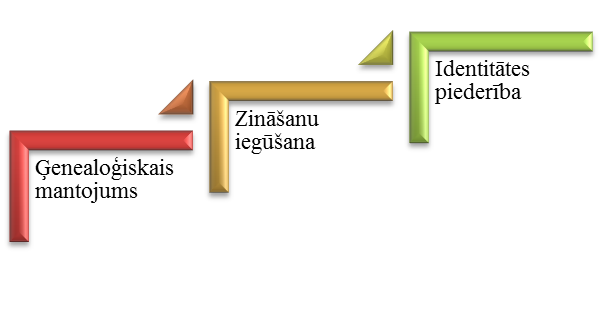 Ģenealoģiskais
mantojums
Zināšanu
iegūšana
Identitātes
piederība